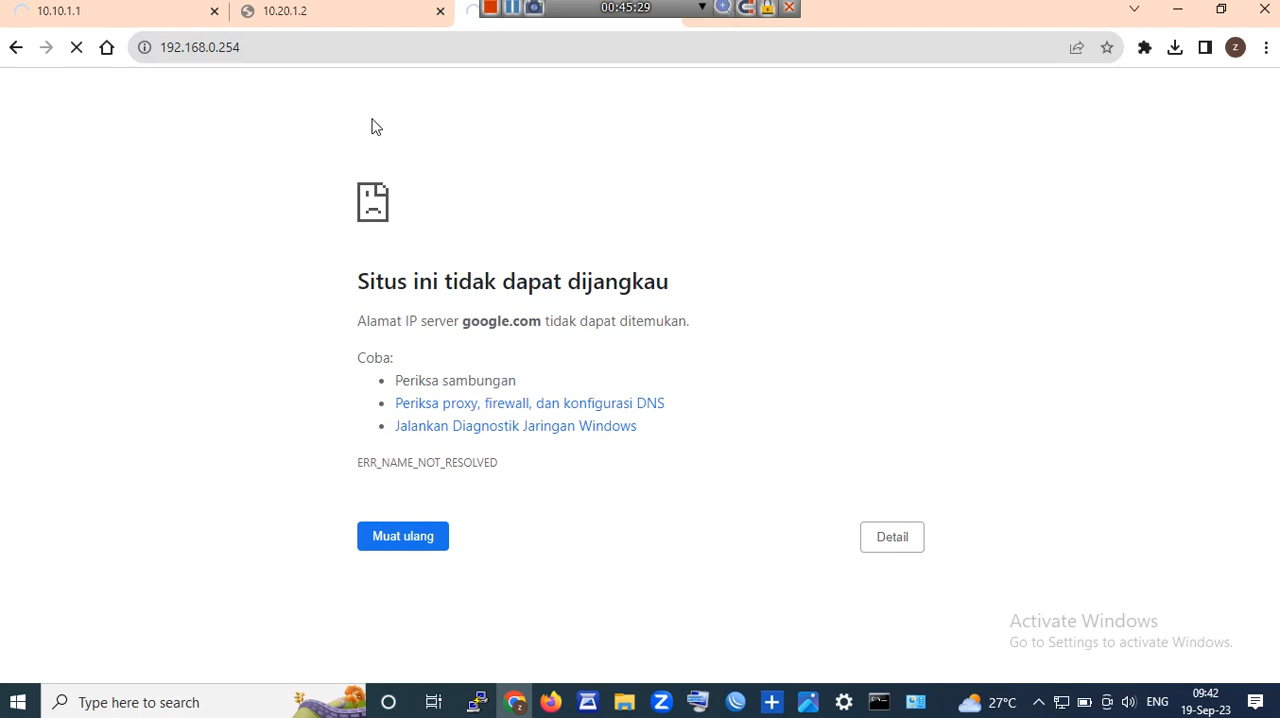 10.10.1.1
10.20.1.2
00:45:29
192.168.0.254
z
Situs ini tidak dapat dijangkau
Alamat IP server google.com tidak dapat ditemukan.
Coba:
Periksa sambungan
Periksa proxy, firewall, dan konfigurasi DNS
Jalankan Diagnostik Jaringan Windows
ERR_NAME_NOT_RESOLVED
Muat ulang
Detail
Activate Windows
Go to Settings to activate Windows.
Type here to search
27°C
ENG
09:42
19-Sep-23